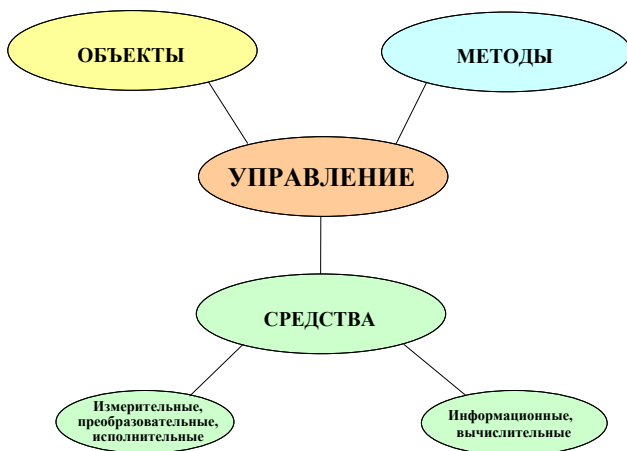 ОБЪЕКТЫ
МЕТОДЫ
УПРАВЛЕНИЕ
СРЕДСТВА
Измерительные,
преобразовательные,
исполнительные
Информационные,
вычислительные